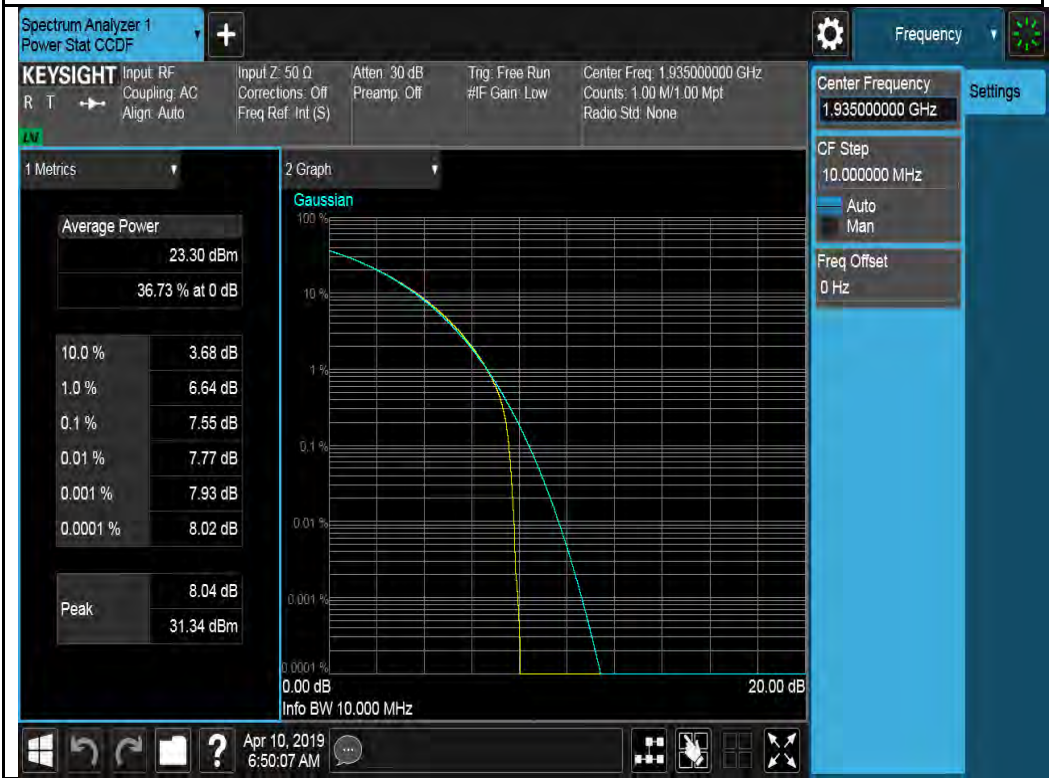 Spectrum Analyzer 1
Power Stat CCDF
Frequency
KEYSIGHT
R T
LV
Input: RF
Coupling: AC
Align: Auto
Input Z: 50 Ω
Corrections: Off
Freq Ref: Int (S)
Atten: 30 dB
Preamp: Off
Trig: Free Run
#IF Gain: Low
Center Freq: 1.935000000 GHz
Counts: 1.00 M/1.00 Mpt
Radio Std: None
Center Frequency
1.935000000 GHz
Settings
CF Step
10.000000 MHz
Auto
Man
Freq Offset
0 Hz
1 Metrics
Average Power
23.30 dBm
36.73 % at 0 dB
10.0 % 3.68 dB
1.0 % 6.64 dB
0.1 % 7.55 dB
0.01 % 7.77 dB
0.001 % 7.93 dB
0.0001 % 8.02 dB
Peak
8.04 dB
31.34 dBm
2 Graph
Gaussian
100 %
10 %
1 %
0.1 %
0.01 %
0.001 %
0.0001 %
0.00 dB
20.00 dB
Info BW 10.000 MHz
?
Apr 10, 2019
6:50:07 AM